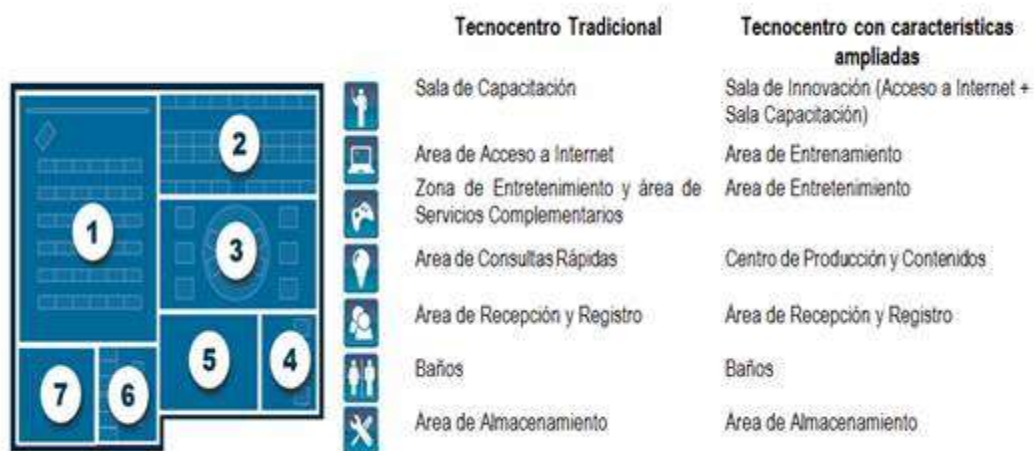 Tecnocentro Tradicional
Tecnocentro con características
ampliadas
Sala de Capacitación
Sala de Innovación (Acceso a Internet +
Sala Capacitación)
Area de Acceso a Internet
Area de Entrenamiento
Zona de Entretenimiento y área de
Servicios Complementarios
Area de Entretenimiento
Area de Consultas Rápidas
Centro de Producción y Contenidos
Area de Recepción y Registro
Area de Recepción y Registro
Baños
Baños
Area de Almacenamiento
Area de Almacenamiento
1
2
3
5
4
7
6